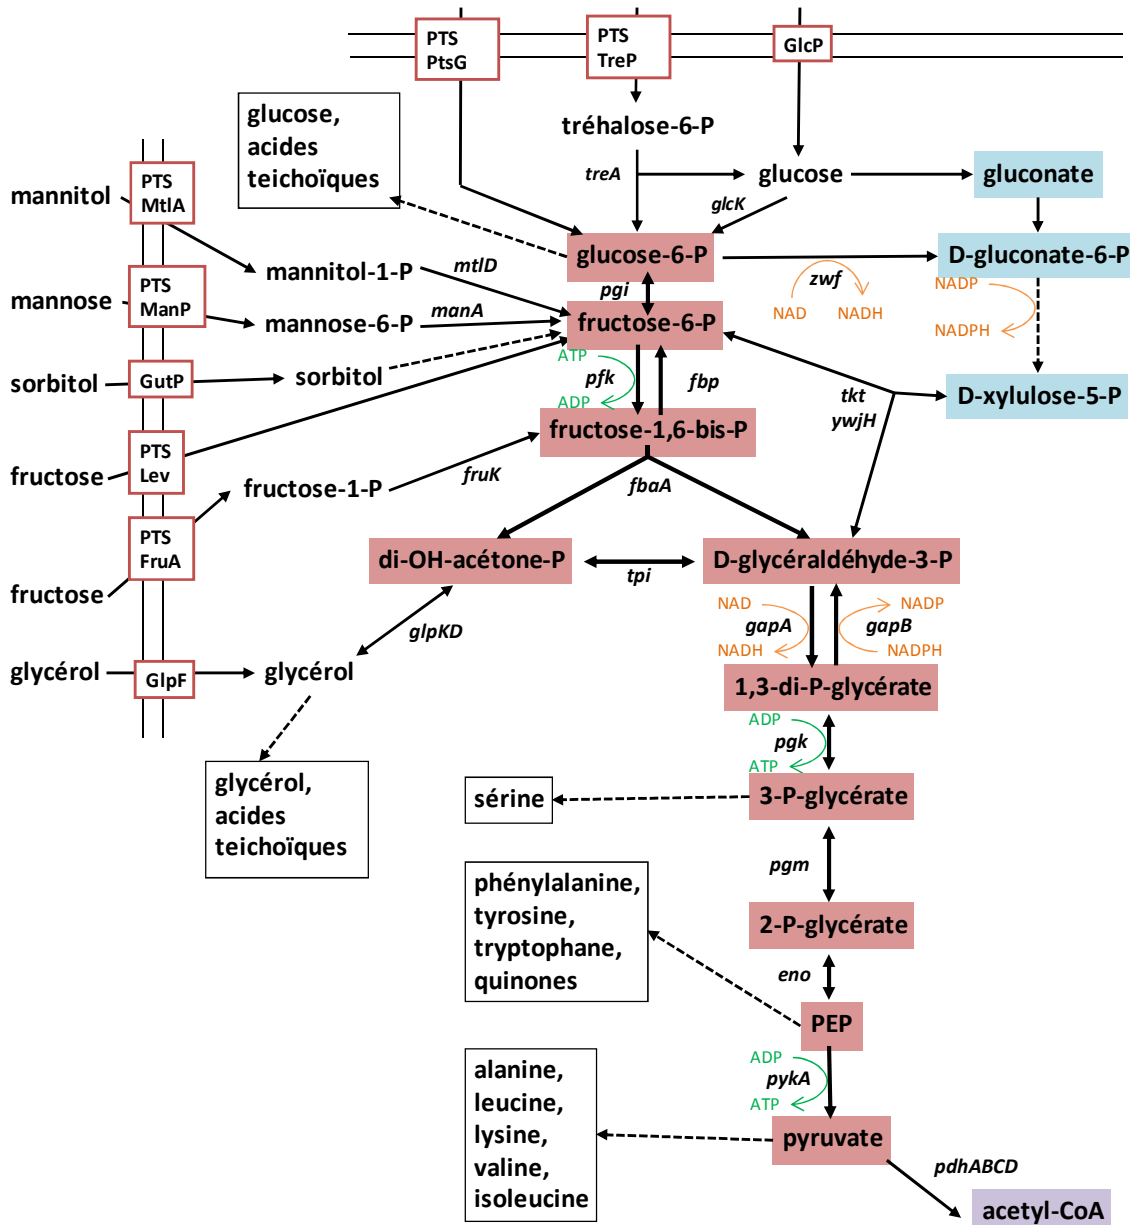 PTS
PtsG
PTS
TreP
GlcP
glucose,
acides
teichoïques
tréhalose-6-P
treA
glucose
gluconate
glcK
mannitol
PTS
MtlA
glucose-6-P
D-gluconate-6-P
mannitol-1-P
mtlD
pgi
zwf
NAD
NADH
NADP
NADPH
mannose
PTS
ManP
mannose-6-P
manA
fructose-6-P
ATP
ADP
pfk
fbp
sorbitol
GutP
sorbitol
tkt
ywjH
D-xylulose-5-P
fructose-1,6-bis-P
fructose
PTS
Lev
fructose-1-P
fruK
fbaA
PTS
FruA
fructose
di-OH-acétone-P
tpi
D-glycéraldéhyde-3-P
NAD
NADH
gapA
gapB
NADP
NADPH
glpKD
glycérol
GlpF
glycérol
1,3-di-P-glycérate
ADP
ATP
pgk
glycérol,
acides
teichoïques
sérine
3-P-glycérate
pgm
phénylalanine,
tyrosine,
tryptophane,
quinones
2-P-glycérate
eno
PEP
ADP
ATP
pykA
alanine,
leucine,
lysine,
valine,
isoleucine
pyruvate
pdhABCD
acetyl-CoA